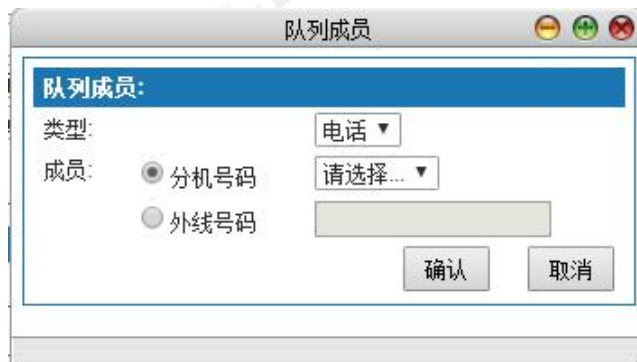 队列成员
队列成员:
类型: 电话
成员: 分机号码 请选择...
外线号码
确认 取消